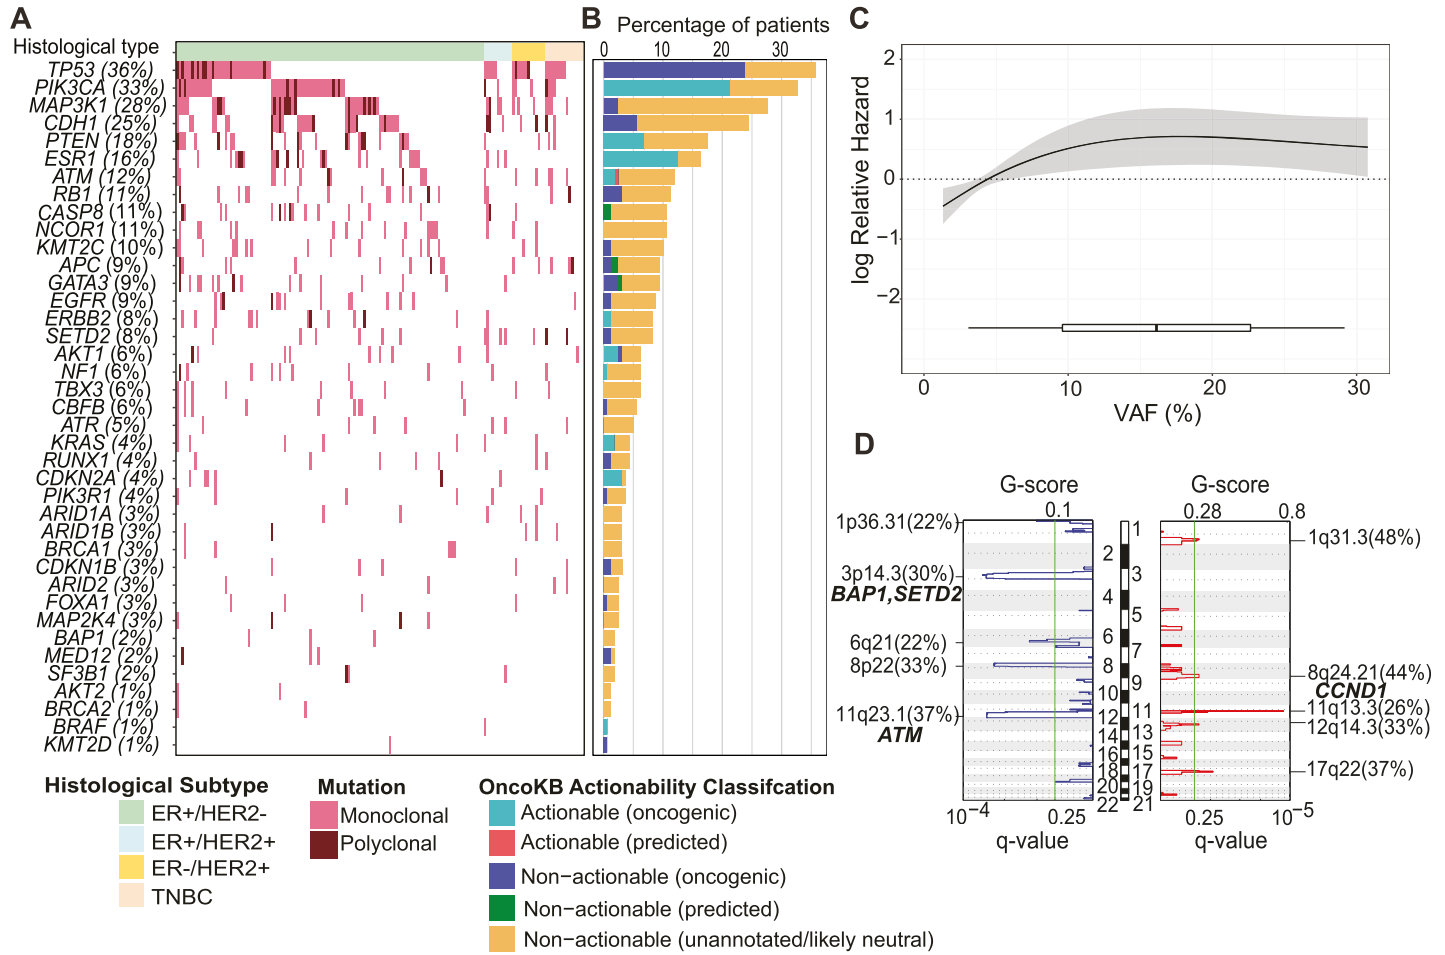 A
Histological type
TP53 (36%)
PIK3CA (33%)
MAP3K1 (28%)
CDH1 (25%)
PTEN (18%)
ESR1 (16%)
ATM (12%)
RB1 (11%)
CASP8 (11%)
NCOR1 (11%)
KMT2C (10%)
APC (9%)
GATA3 (9%)
EGFR (9%)
ERBB2 (8%)
SETD2 (8%)
AKT1 (6%)
NF1 (6%)
TBX3 (6%)
CBFB (6%)
ATR (5%)
KRAS (4%)
RUNX1 (4%)
CDKN2A (4%)
PIK3R1 (4%)
ARID1A (3%)
ARID1B (3%)
BRCA1 (3%)
CDKN1B (3%)
ARID2 (3%)
FOXA1 (3%)
MAP2K4 (3%)
BAP1 (2%)
MED12 (2%)
SF3B1 (2%)
AKT2 (1%)
BRCA2 (1%)
BRAF (1%)
KMT2D (1%)
Histological Subtype
ER+/HER2-
ER+/HER2+
ER-/HER2+
TNBC
Mutation
Monoclonal
Polyclonal
B
Percentage of patients
0 10 20 30
OncoKB Actionability Classifcation
Actionable (oncogenic)
Actionable (predicted)
Non−actionable (oncogenic)
Non−actionable (predicted)
Non−actionable (unannotated/likely neutral)
C
log Relative Hazard
2
1
0
−1
−2
0 10 20 30
VAF (%)
D
G-score
0.1
1p36.31(22%)
3p14.3(30%)
BAP1,SETD2
6q21(22%)
8p22(33%)
11q23.1(37%)
ATM
10−4 0.25
q-value
1
2
3
4
5
6
7
8
9
10
11
12
13
14
15
16
17
18
19
20
21
22
G-score
0.28 0.8
1q31.3(48%)
8q24.21(44%)
CCND1
11q13.3(26%)
12q14.3(33%)
17q22(37%)
0.25 10−5
q-value